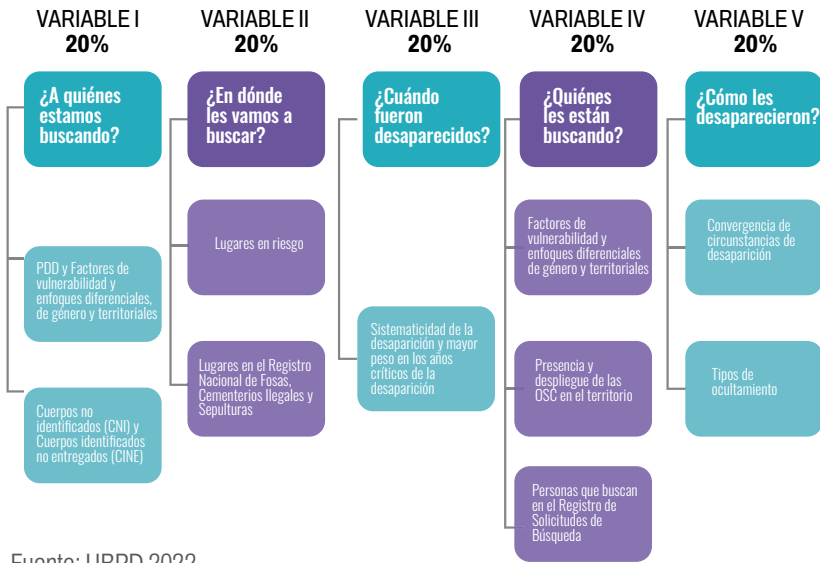 VARIABLE I
20%
¿A quiénes
estamos
buscando?
PDD y Factores de
vulnerabilidad y
enfoques diferenciales,
de género y territoriales
Cuerpos no
identificados (CNI) y
Cuerpos identificados
no entregados (CINE)
VARIABLE II
20%
¿En dónde
les vamos a
buscar?
Lugares en riesgo
Lugares en el Registro
Nacional de Fosas,
Cementerios Ilegales y
Sepulturas
VARIABLE III
20%
¿Cuándo
fueron
desaparecidos?
Sistematicidad de la
desaparición y mayor
peso en los años
críticos de la
desaparición
VARIABLE IV
20%
¿Quiénes
les están
buscando?
Factores de
vulnerabilidad y
enfoques diferenciales
de género y territoriales
Presencia y
despliegue de las
OSC en el territorio
Personas que buscan
en el Registro de
Solicitudes de
Búsqueda
VARIABLE V
20%
¿Cómo les
desaparecieron?
Convergencia de
circunstancias de
desaparición
Tipos de
ocultamiento
Fuente: UBPD 2022